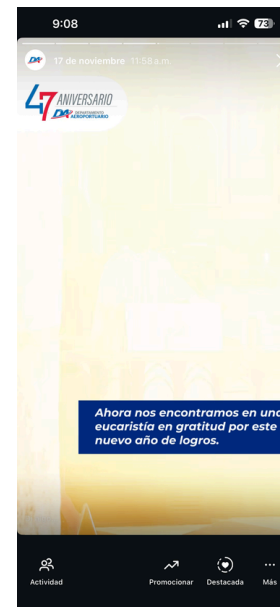 9:08
73
DA 17 de noviembre 11:58 a.m.
47 ANIVERSARIO
DA DEPARTAMENTO
AEROPORTUARIO
Ahora nos encontramos en una
eucaristía en gratitud por este
nuevo año de logros.
Actividad Promocionar Destacada Más